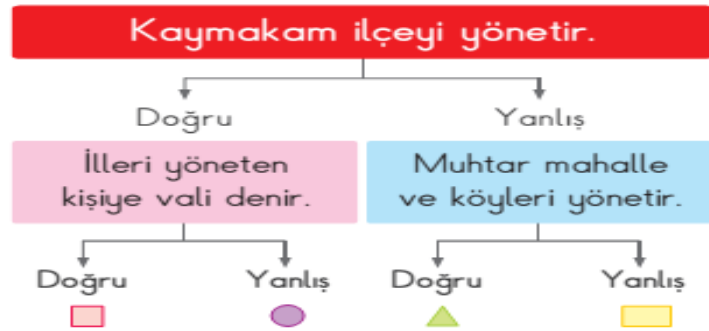 Kaymakam ilçeyi yönetir.
Doğru Yanlış
İlleri yöneten
kişiye vali denir.
Muhtar mahalle
ve köyleri yönetir.
Doğru Yanlış Doğru Yanlış